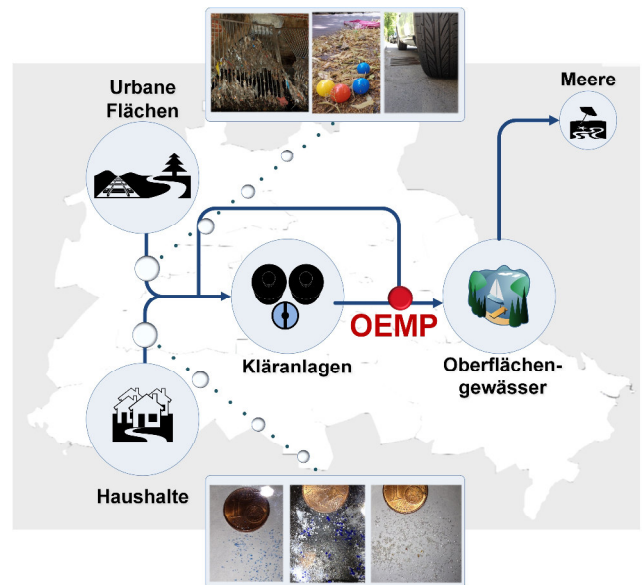 Urbane
Flächen
Meere
Kläranlagen
OEMP
Oberflächen-
gewässer
Haushalte